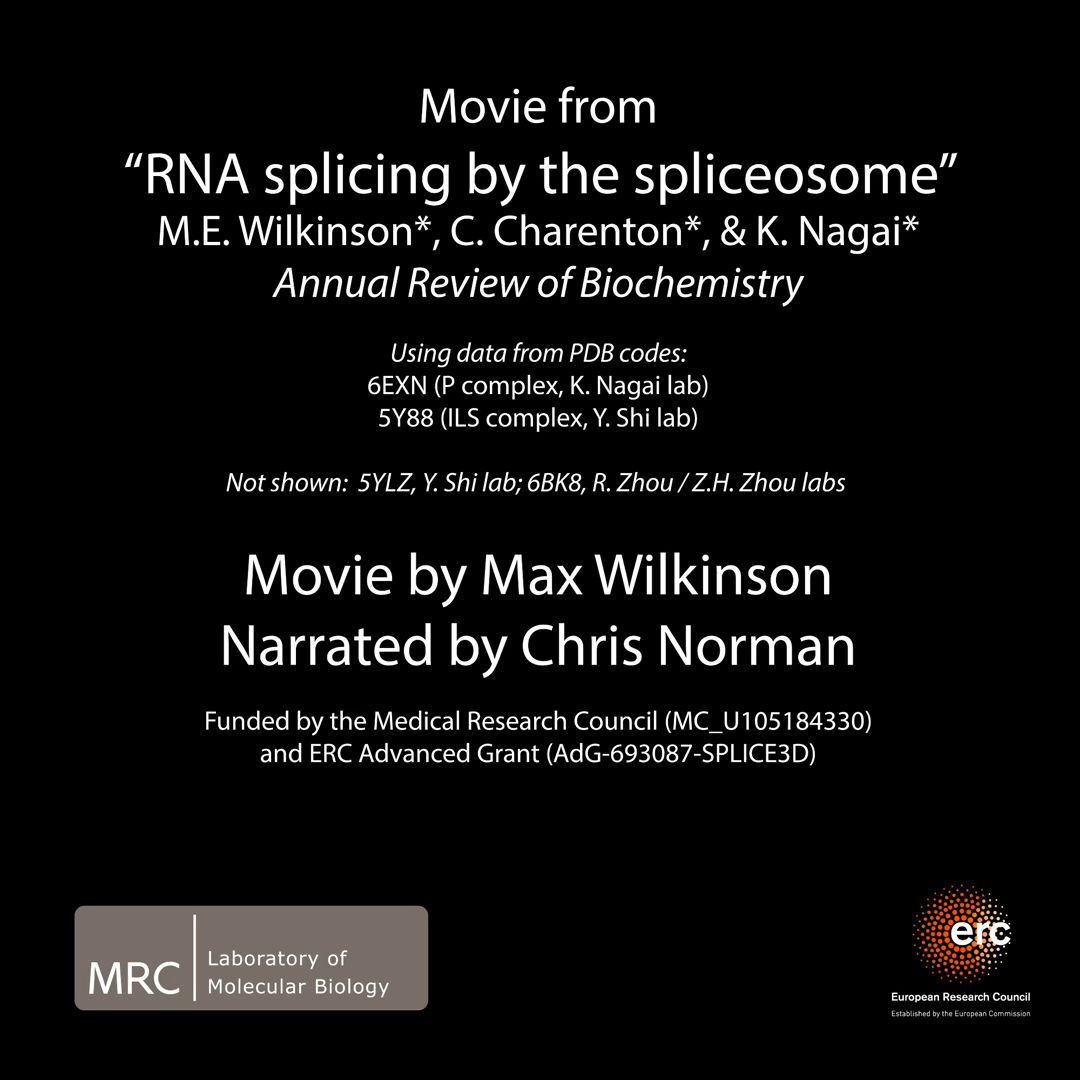 Movie from
“RNA splicing by the spliceosome”
M.E. Wilkinson*, C. Charenton*, & K. Nagai*
Annual Review of Biochemistry
Using data from PDB codes:
6EXN (P complex, K. Nagai lab)
5Y88 (ILS complex, Y. Shi lab)
Not shown:  5YLZ, Y. Shi lab; 6BK8, R. Zhou / Z.H. Zhou labs
Movie by Max Wilkinson
Narrated by Chris Norman
Funded by the Medical Research Council (MC_U105184330)
and ERC Advanced Grant (AdG-693087-SPLICE3D)
MRC
Laboratory of
Molecular Biology
erc
European Research Council
Established by the European Commission